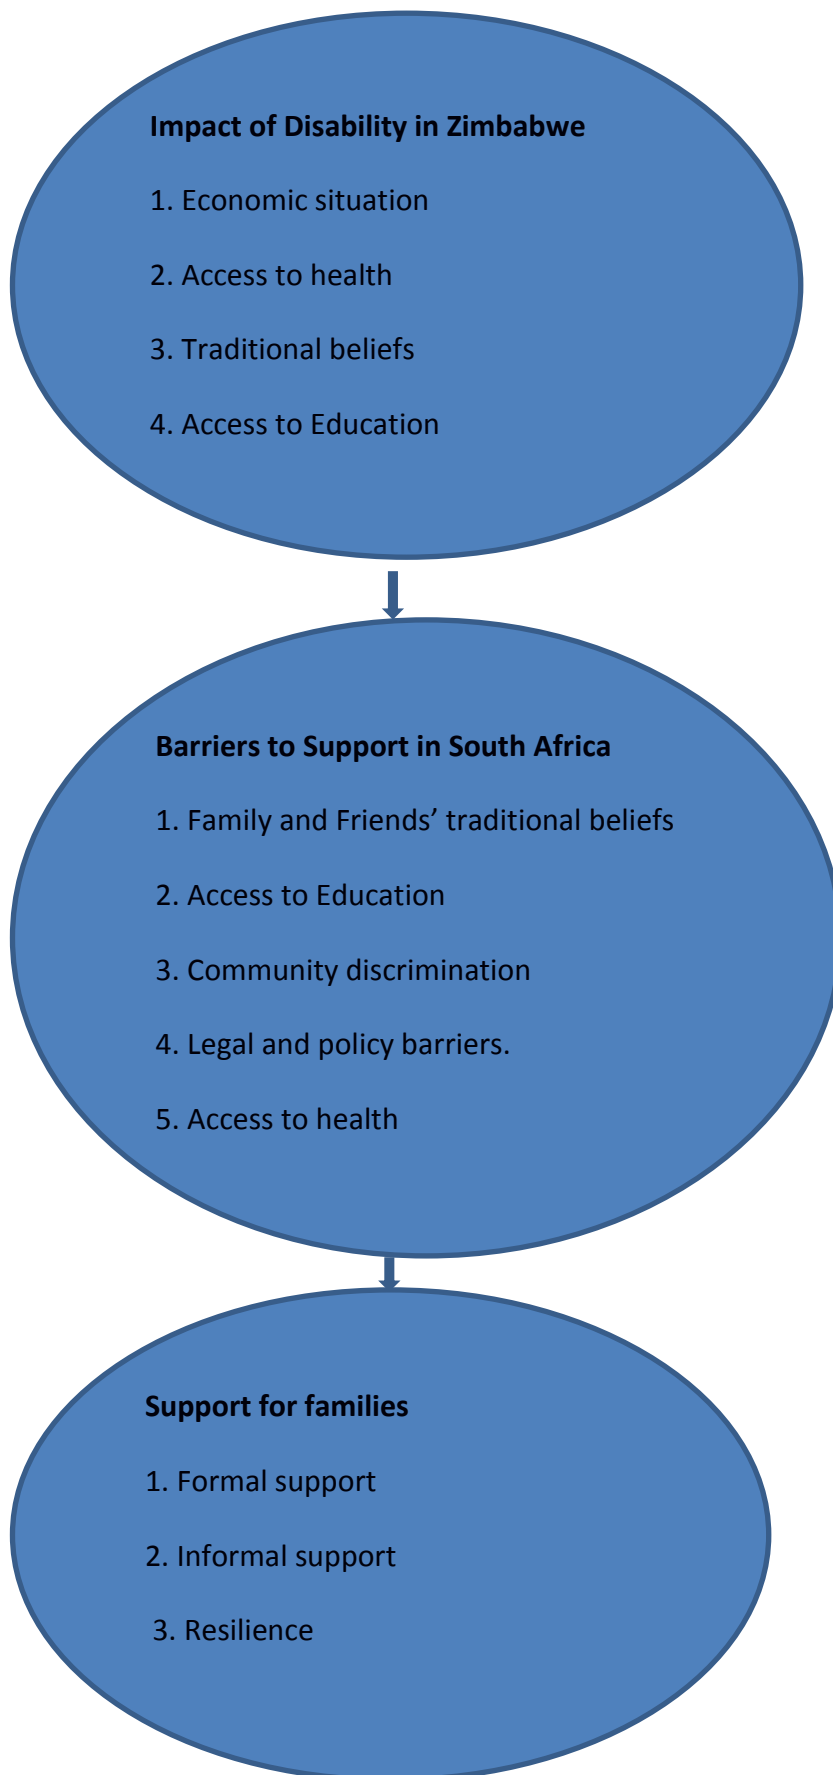 Impact of Disability in Zimbabwe
1. Economic situation
2. Access to health
3. Traditional beliefs
4. Access to Education
Barriers to Support in South Africa
1. Family and Friends’ traditional beliefs
2. Access to Education
3. Community discrimination
4. Legal and policy barriers.
5. Access to health
Support for families
1. Formal support
2. Informal support
3. Resilience